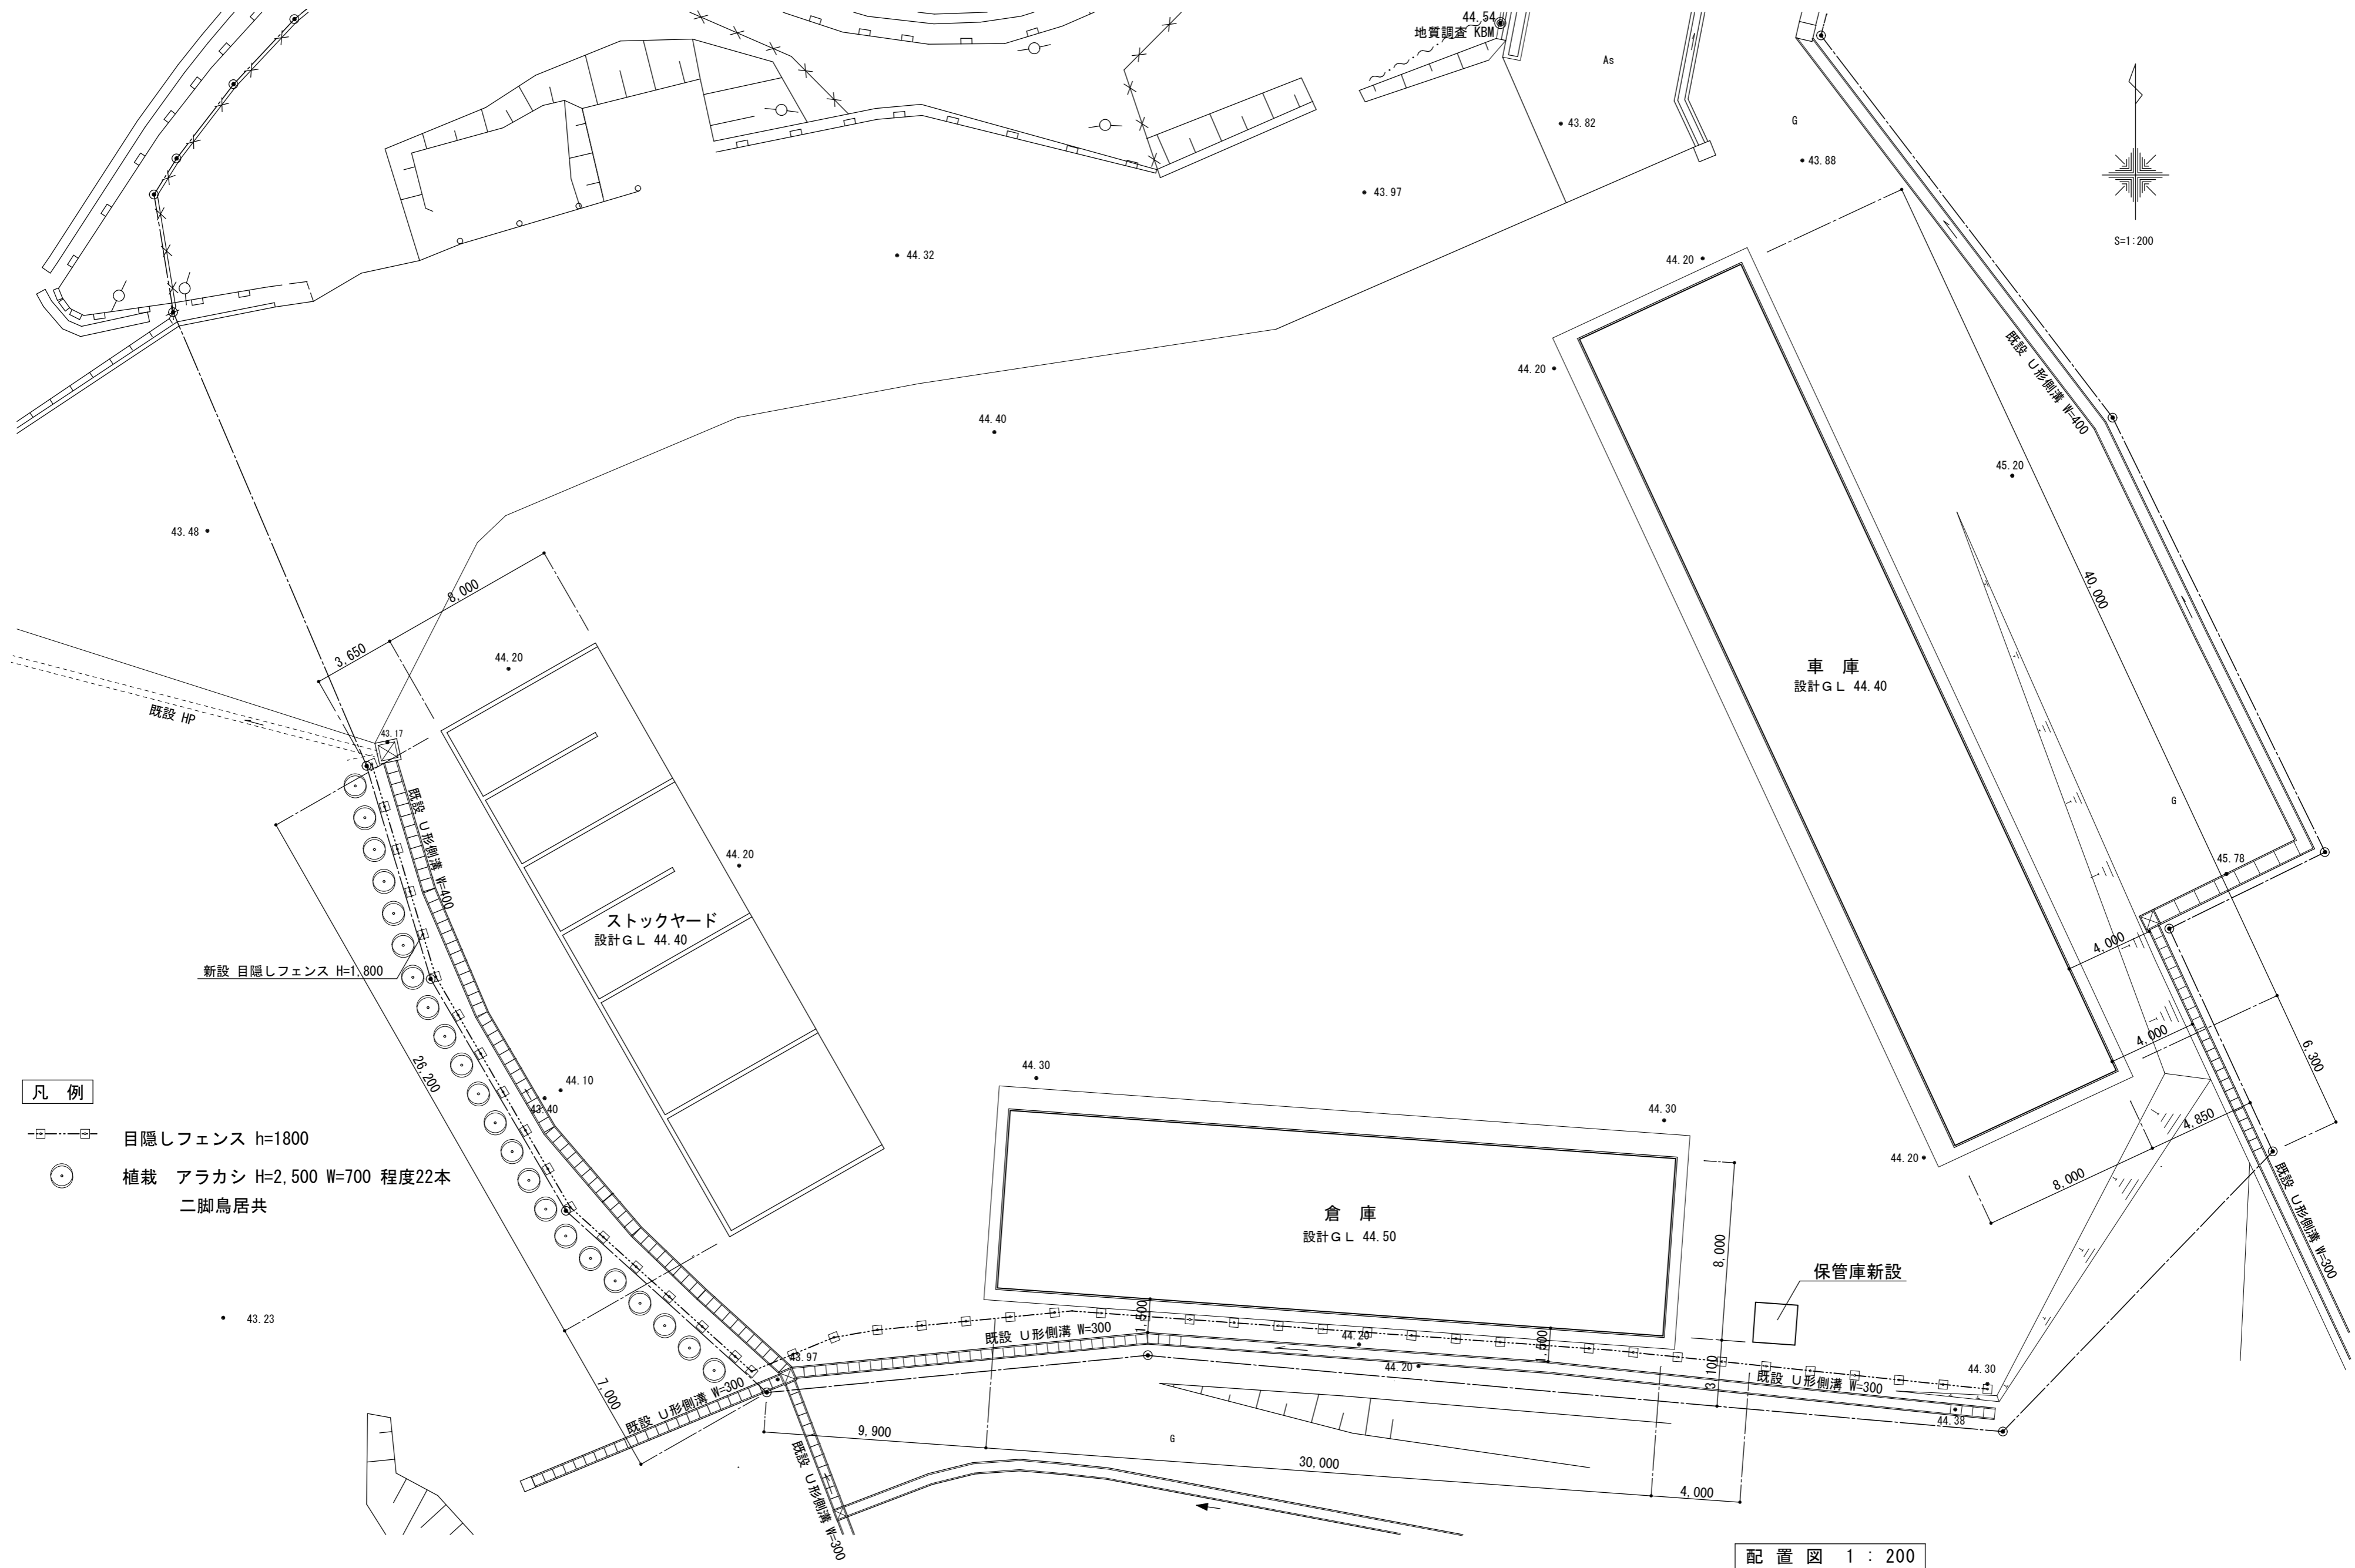 44.54
地質調査 KBM
As
43.82
G
43.88
43.97
44.32
S=1:200
44.20
44.20
既設 U形側溝 W=400
44.40
45.20
43.48
40,000
8,000
3,650
44.20
車 庫
設計GL 44.40
既設 HP
43.17
既設 U形側溝 W=400
G
44.20
45.78
ストックヤード
設計GL 44.40
4,000
新設 目隠しフェンス H=1,800
4,000
6,300
26,200
44.10
43.40
44.30
44.30
4,850
44.20
8,000
既設 U形側溝 W=300
凡 例
目隠しフェンス h=1800
植栽 アラカシ H=2,500 W=700 程度22本
二脚鳥居共
倉 庫
設計GL 44.50
8,000
保管庫新設
43.23
1,500
既設 U形側溝 W=300
44.20
1,500
43.97
44.20
3,100
既設 U形側溝 W=300
44.30
44.38
7,000
既設 U形側溝 W=300
9,900
G
30,000
4,000
既設 U形側溝 W=300
配 置 図 1 : 200